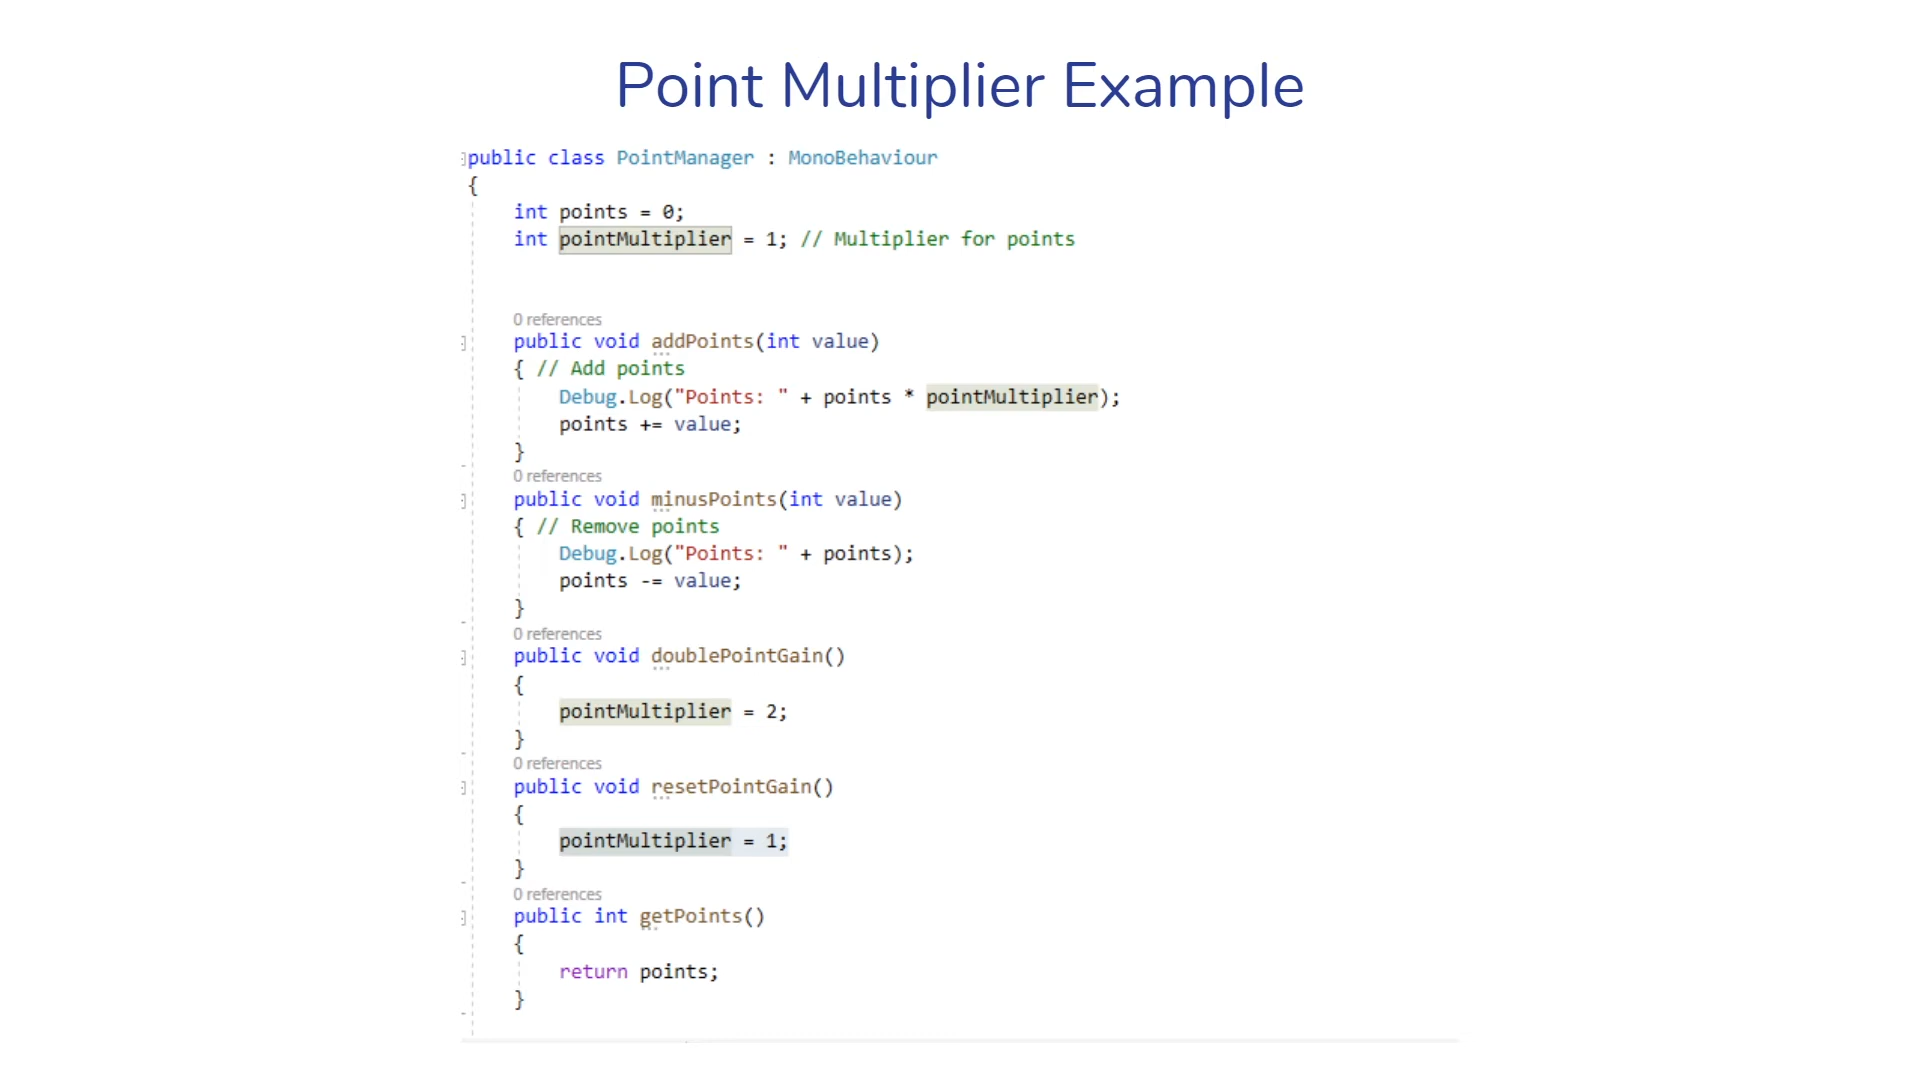 Point Multiplier Example
public class PointManager : MonoBehaviour
{
int points = 0;
int pointMultiplier = 1; // Multiplier for points
0 references
public void addPoints(int value)
{ // Add points
Debug.Log("Points: " + points * pointMultiplier);
points += value;
}
0 references
public void minusPoints(int value)
{ // Remove points
Debug.Log("Points: " + points);
points -= value;
}
0 references
public void doublePointGain()
{
pointMultiplier = 2;
}
0 references
public void resetPointGain()
{
pointMultiplier = 1;
}
0 references
public int getPoints()
{
return points;
}